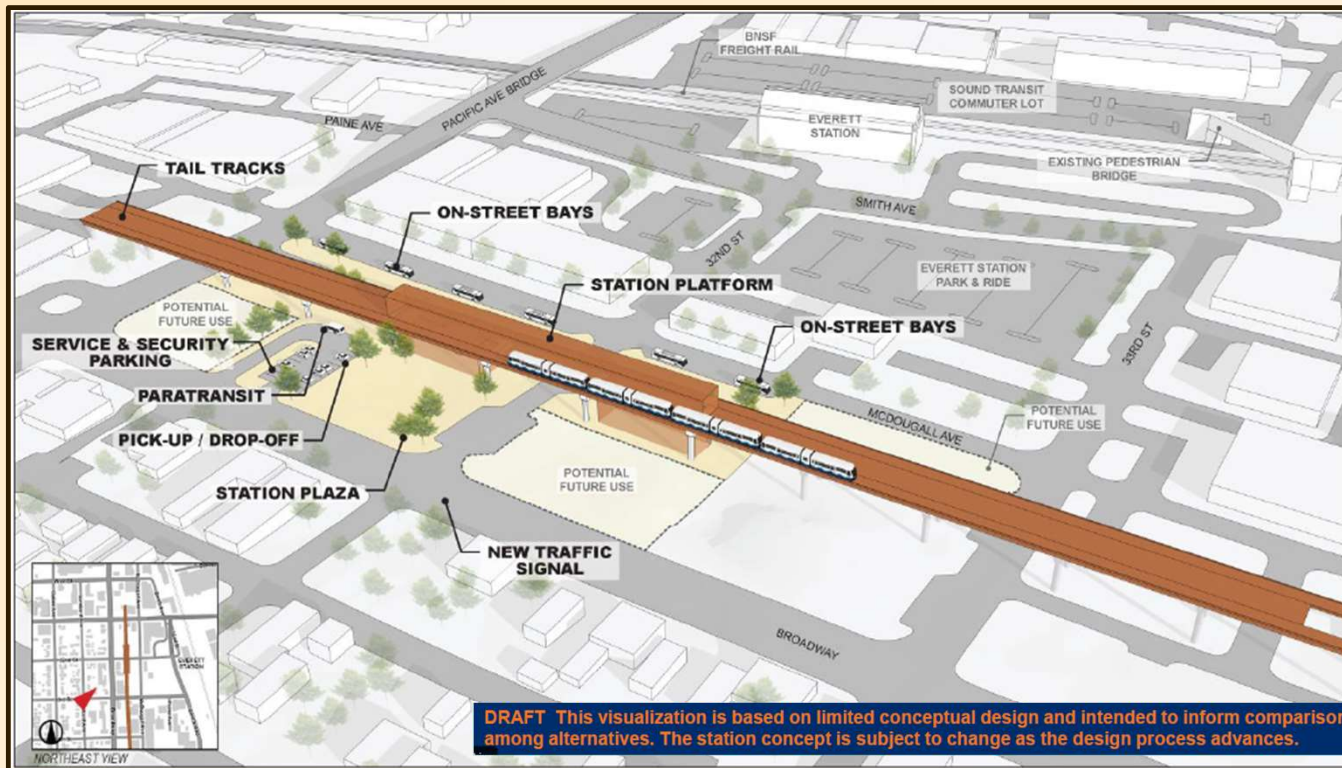 BNSF
FREIGHT RAIL
SOUND TRANSIT
COMMUTER LOT
PACIFIC AVE BRIDGE
PAINE AVE
EVERETT
STATION
EXISTING PEDESTRIAN
BRIDGE
TAIL TRACKS
SMITH AVE
ON-STREET BAYS
32ND ST
EVERETT STATION
PARK & RIDE
STATION PLATFORM
POTENTIAL
FUTURE USE
ON-STREET BAYS
33RD ST
SERVICE & SECURITY
PARKING
PARATRANSIT
MCDOUGALL AVE
POTENTIAL
FUTURE USE
PICK-UP / DROP-OFF
POTENTIAL
FUTURE USE
STATION PLAZA
NEW TRAFFIC
SIGNAL
BROADWAY
EVERETT
STATION
NORTHEAST VIEW
DRAFT This visualization is based on limited conceptual design and intended to inform comparison
among alternatives. The station concept is subject to change as the design process advances.